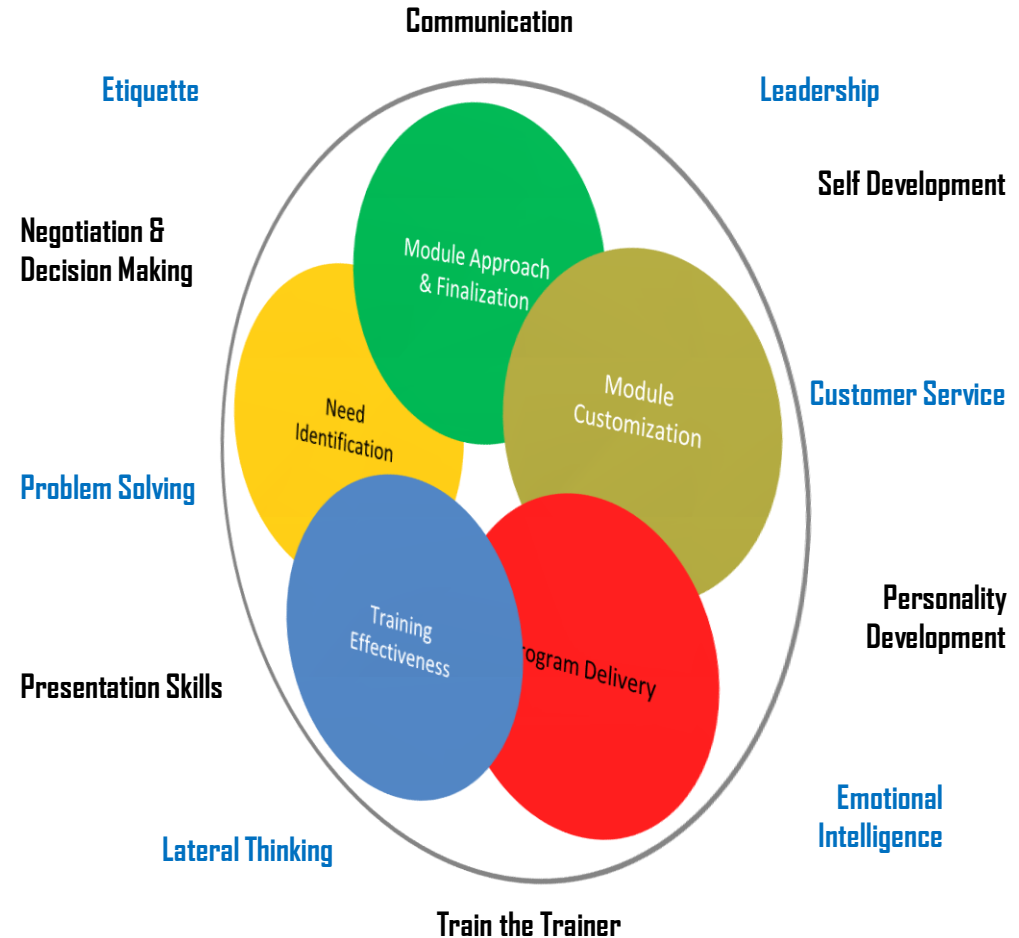 Communication
Etiquette
Leadership
Self Development
Negotiation &
Decision Making
Module Approach
& Finalization
Module
Customization
Customer Service
Need
Identification
Problem Solving
Personality
Development
Training
Effectiveness
rogram Delivery
Presentation Skills
Emotional
Intelligence
Lateral Thinking
Train the Trainer